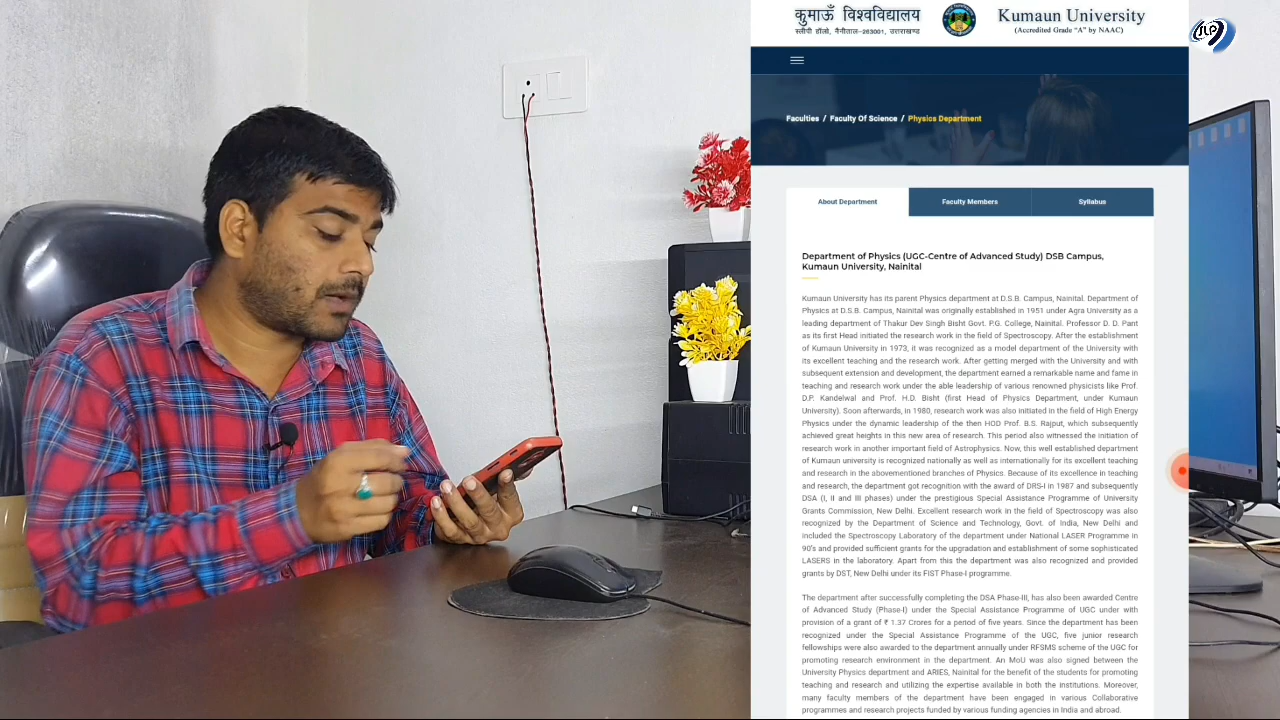 कुमाऊँ विश्वविद्यालय
स्लीपी हॉलो, नैनीताल-263001, उत्तराखण्ड
Kumaun University
(Accredited Grade "A" by NAAC)
JLP
Faculties / Faculty Of Science / Physics Department
About Department
Faculty Members
Syllabus
Department of Physics (UGC-Centre of Advanced Study) DSB Campus,
Kumaun University, Nainital
Kumaun University has its parent Physics department at D.S.B. Campus, Nainital. Department of
Physics at D.S.B. Campus, Nainital was originally established in 1951 under Agra University as a
leading department of Thakur Dev Singh Bisht Govt. P.G. College, Nainital. Professor D. D. Pant
as its first Head initiated the research work in the field of Spectroscopy. After the establishment
of Kumaun University in 1973, it was recognized as a model department of the University with
its excellent teaching and the research work. After getting merged with the University and with
subsequent extension and development, the department earned a remarkable name and fame in
teaching and research work under the able leadership of various renowned physicists like Prof.
D.P. Kandelwal and Prof. H.D. Bisht (first Head of Physics Department, under Kumaun
University). Soon afterwards, in 1980, research work was also initiated in the field of High Energy
Physics under the dynamic leadership of the then HOD Prof. B.S. Rajput, which subsequently
achieved great heights in this new area of research. This period also witnessed the initiation of
research work in another important field of Astrophysics. Now, this well established department
of Kumaun university is recognized nationally as well as internationally for its excellent teaching
and research in the abovementioned branches of Physics. Because of its excellence in teaching
and research, the department got recognition with the award of DRS-I in 1987 and subsequently
DSA (I, II and III phases) under the prestigious Special Assistance Programme of University
Grants Commission, New Delhi. Excellent research work in the field of Spectroscopy was also
recognized by the Department of Science and Technology, Govt. of India, New Delhi and
included the Spectroscopy Laboratory of the department under National LASER Programme in
90's and provided sufficient grants for the upgradation and establishment of some sophisticated
LASERS in the laboratory. Apart from this the department was also recognized and provided
grants by DST, New Delhi under its FIST Phase-I programme.
The department after successfully completing the DSA Phase-III, has also been awarded Centre
of Advanced Study (Phase-I) under the Special Assistance Programme of UGC under with
provision of a grant of ₹ 1.37 Crores for a period of five years. Since the department has been
recognized under the Special Assistance Programme of the UGC, five junior research
fellowships were also awarded to the department annually under RFSMS scheme of the UGC for
promoting research environment in the department. An MoU was also signed between the
University Physics department and ARIES, Nainital for the benefit of the students for promoting
teaching and research and utilizing the expertise available in both the institutions. Moreover,
many faculty members of the department have been engaged in various Collaborative
programmes and research projects funded by various funding agencies in India and abroad.